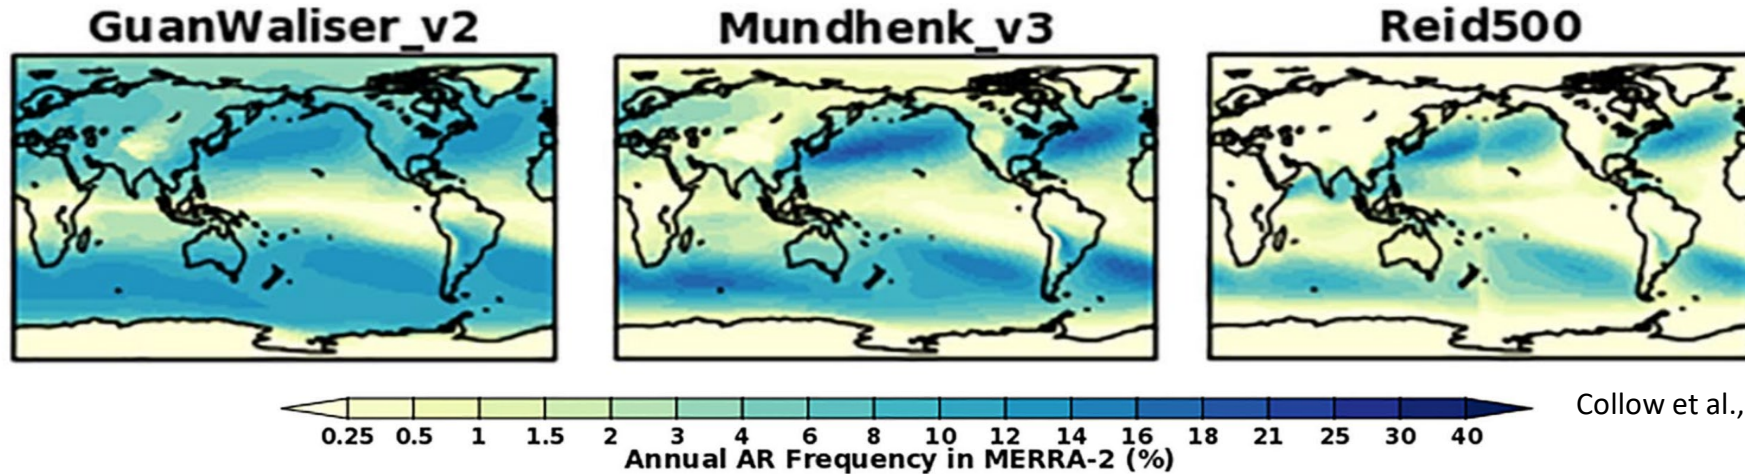 GuanWaliser_v2
Mundhenk_v3
Reid500
0.25 0.5 1 1.5 2 3 4 6 8 10 12 14 16 18 21 25 30 40
Annual AR Frequency in MERRA-2 (%)
Collow et al.,